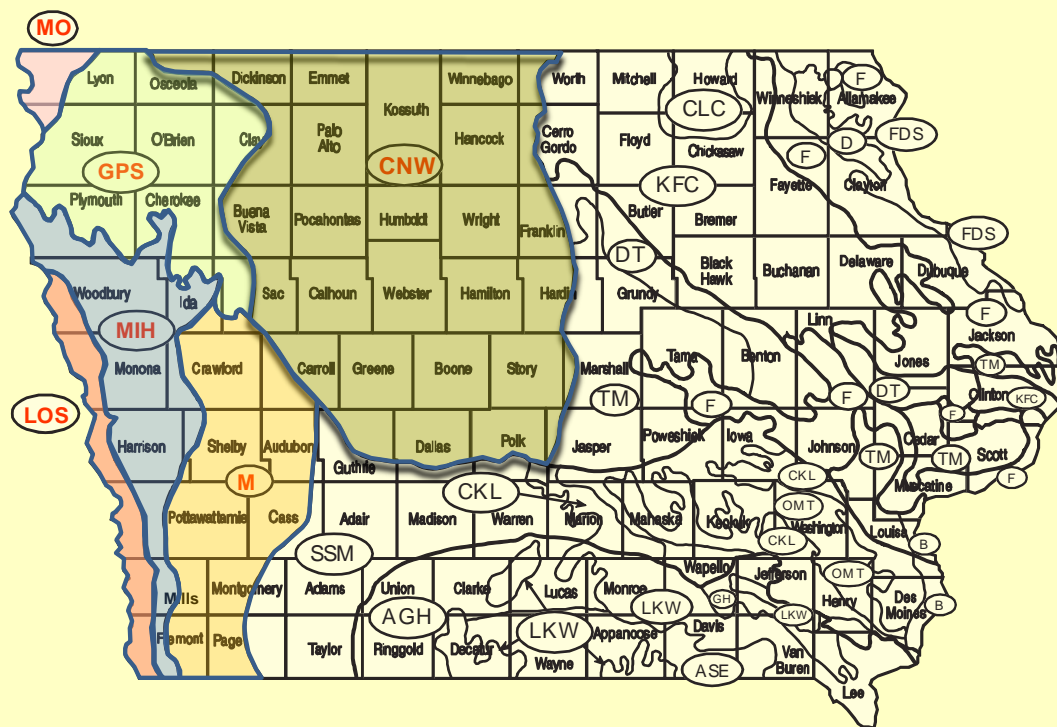 MO
Lyon
Osceola
Dickinson
Emmet
Winnebago
Worth
Mitchell
Howard
Winneshiek
Allamakee
F
Kossuth
CLC
Sioux
O'Brien
Clay
Palo
Alto
Hancock
Cerro
Gordo
Floyd
Chickasaw
D
FDS
GPS
CNW
F
Fayette
Clayton
KFC
Plymouth
Cherokee
Buena
Vista
Pocahontas
Humboldt
Wright
Franklin
Butler
Bremer
FDS
DT
Black
Hawk
Buchanan
Delaware
Dubuque
Woodbury
Ida
Sac
Calhoun
Webster
Hamilton
Hardin
Grundy
F
Linn
Jackson
MIH
Monona
Crawford
Carroll
Greene
Boone
Story
Marshall
Tama
Benton
Jones
TM
LOS
TM
F
F
DT
Clinton
KFC
F
Harrison
Shelby
Audubon
Guthrie
Dallas
Polk
Jasper
Poweshiek
Iowa
Johnson
Cedar
Scott
TM
TM
M
CKL
CKL
Muscatine
F
Pottawattamie
Cass
Adair
Madison
Warren
Marion
Mahaska
Keokuk
OMT
Washington
Louisa
SSM
CKL
B
Mills
Montgomery
Adams
Union
Clarke
Lucas
Monroe
Wapello
Jefferson
OMT
Henry
Des
Moines
AGH
LKW
GH
LKW
B
Fremont
Page
Taylor
Ringgold
Decatur
LKW
Wayne
Appanoose
Davis
Van
Buren
ASE
Lee